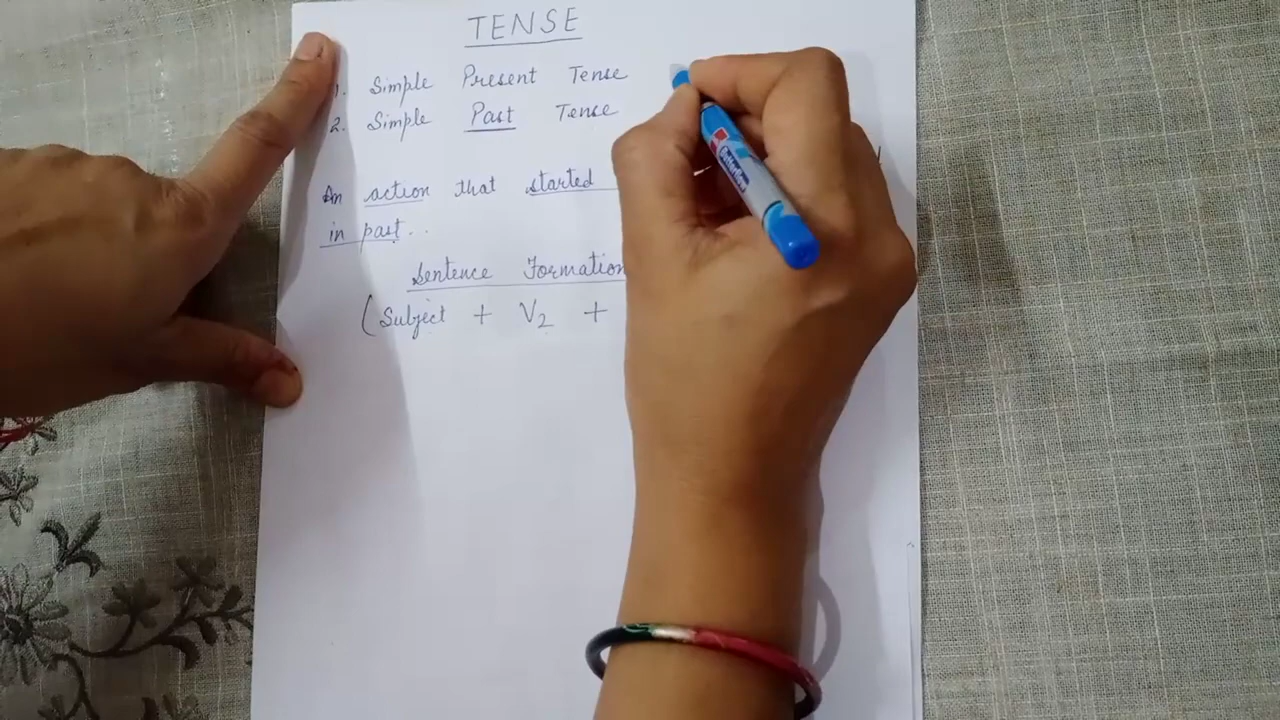 TENSE
1. Simple Present Tense
2. Simple Past Tense
An action that started
in past..
Sentence Formation
(Subject + V2 +
Butterflow